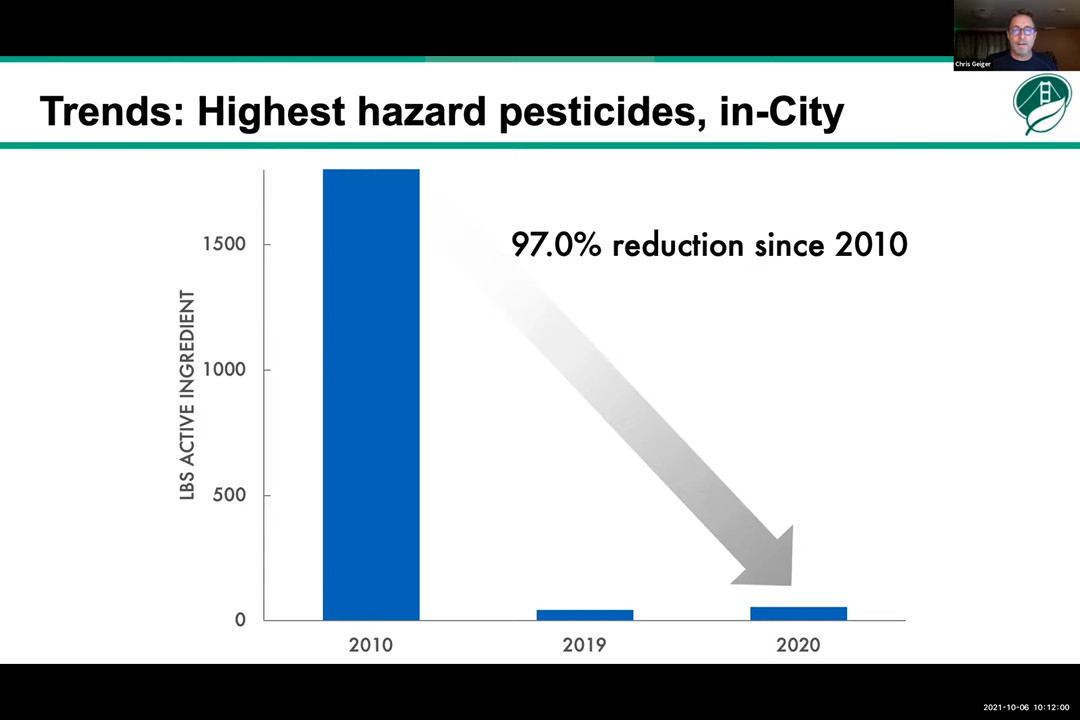 Chris Geiger
Trends: Highest hazard pesticides, in-City
97.0% reduction since 2010
LBS ACTIVE INGREDIENT
1500
1000
500
0
2010
2019
2020
2021-10-06 10:12:00